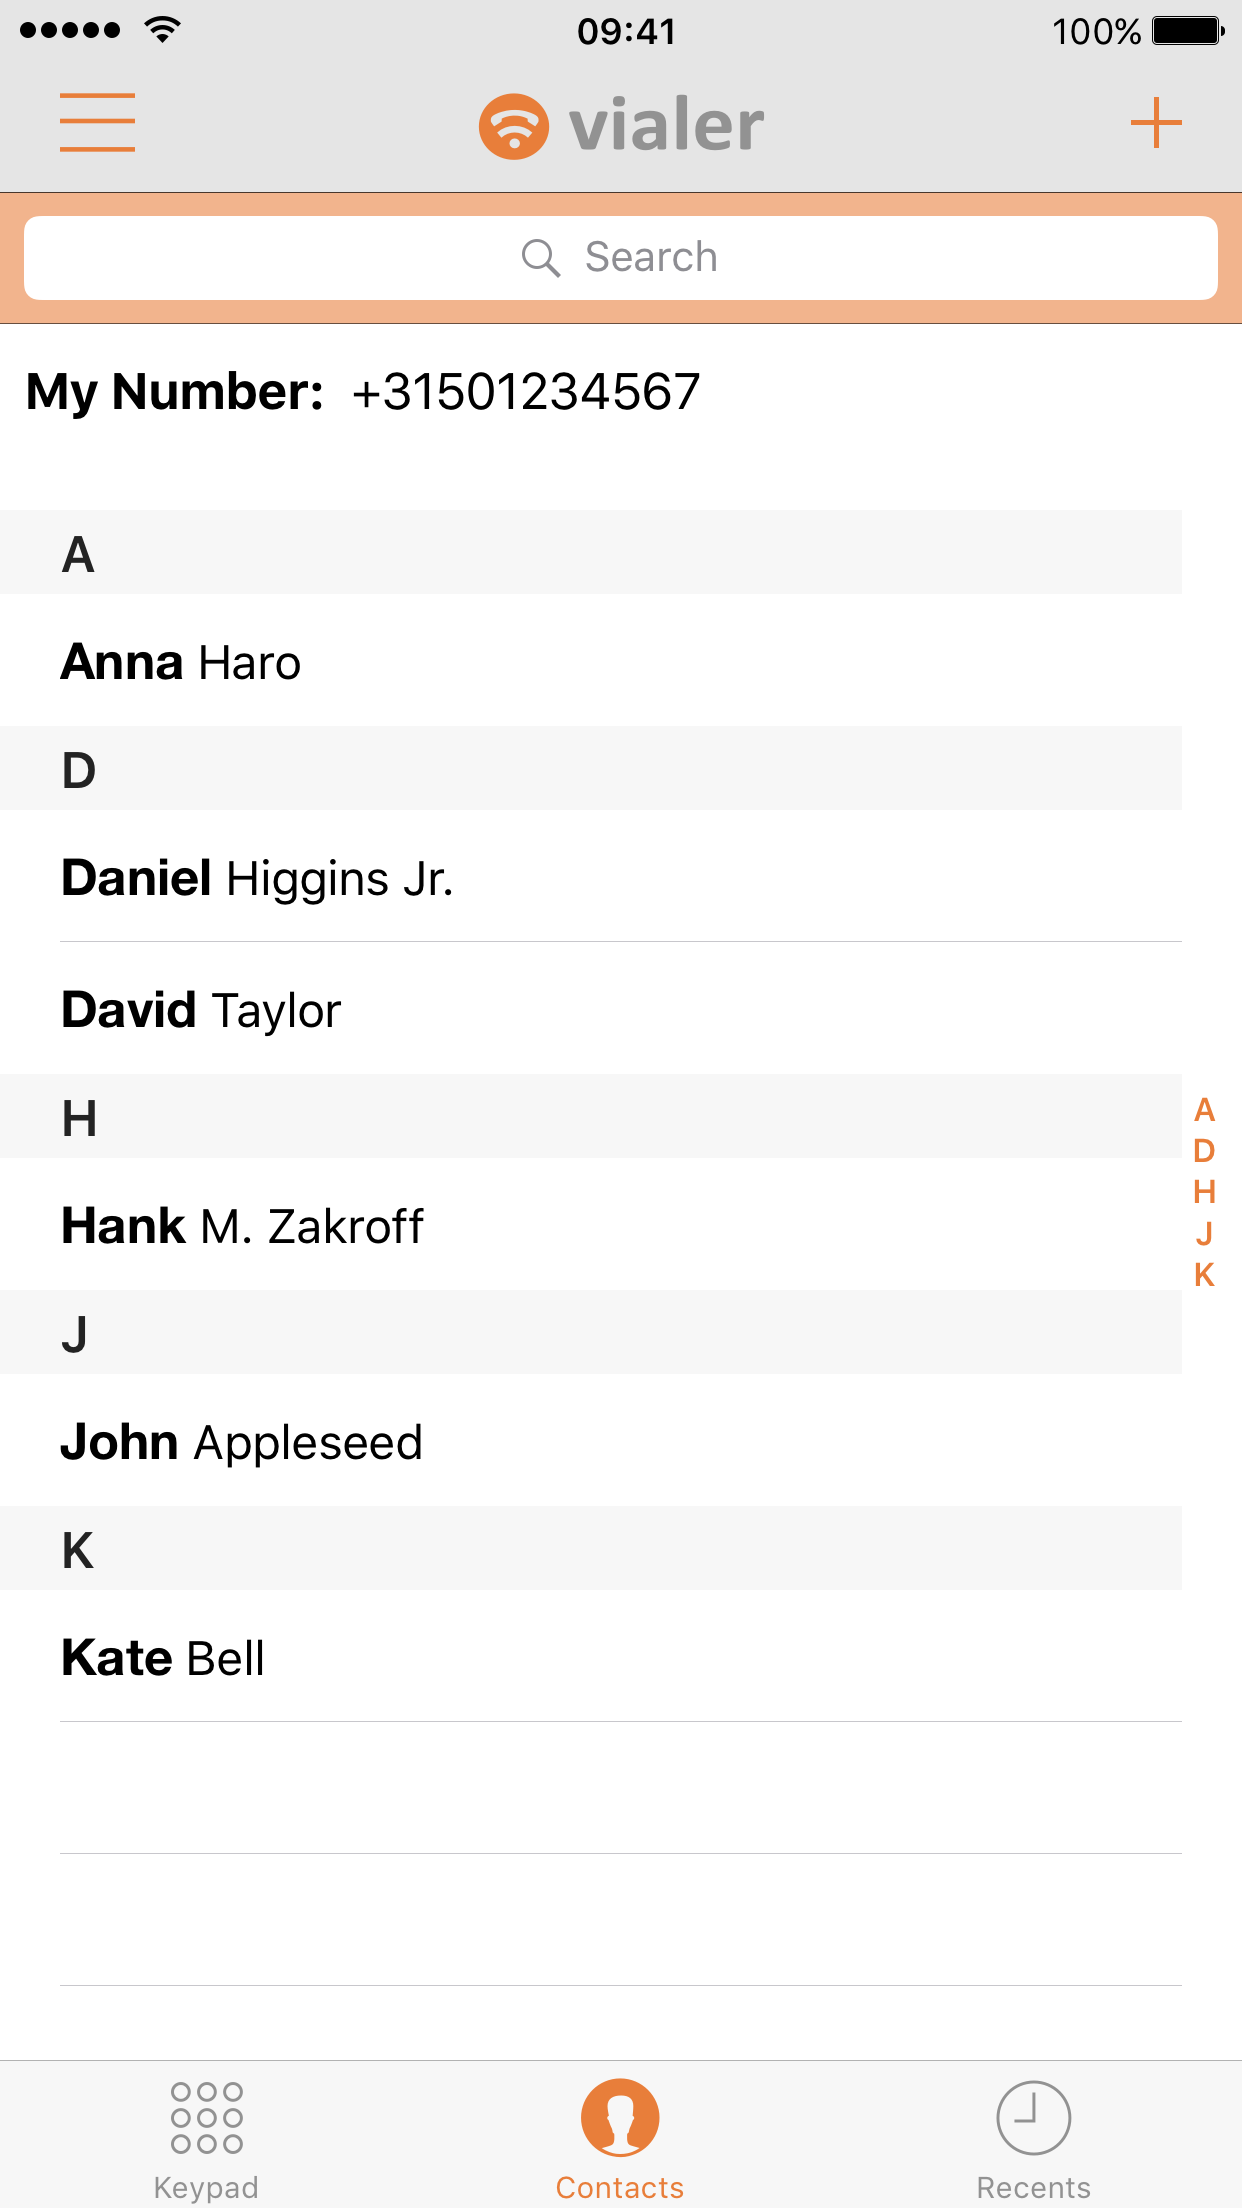 09:41
100%
vialer
Search
My Number: +31501234567
A
Anna Haro
D
Daniel Higgins Jr.
David Taylor
H
Hank M. Zakroff
J
John Appleseed
K
Kate Bell
A
D
H
J
K
Keypad
Contacts
Recents